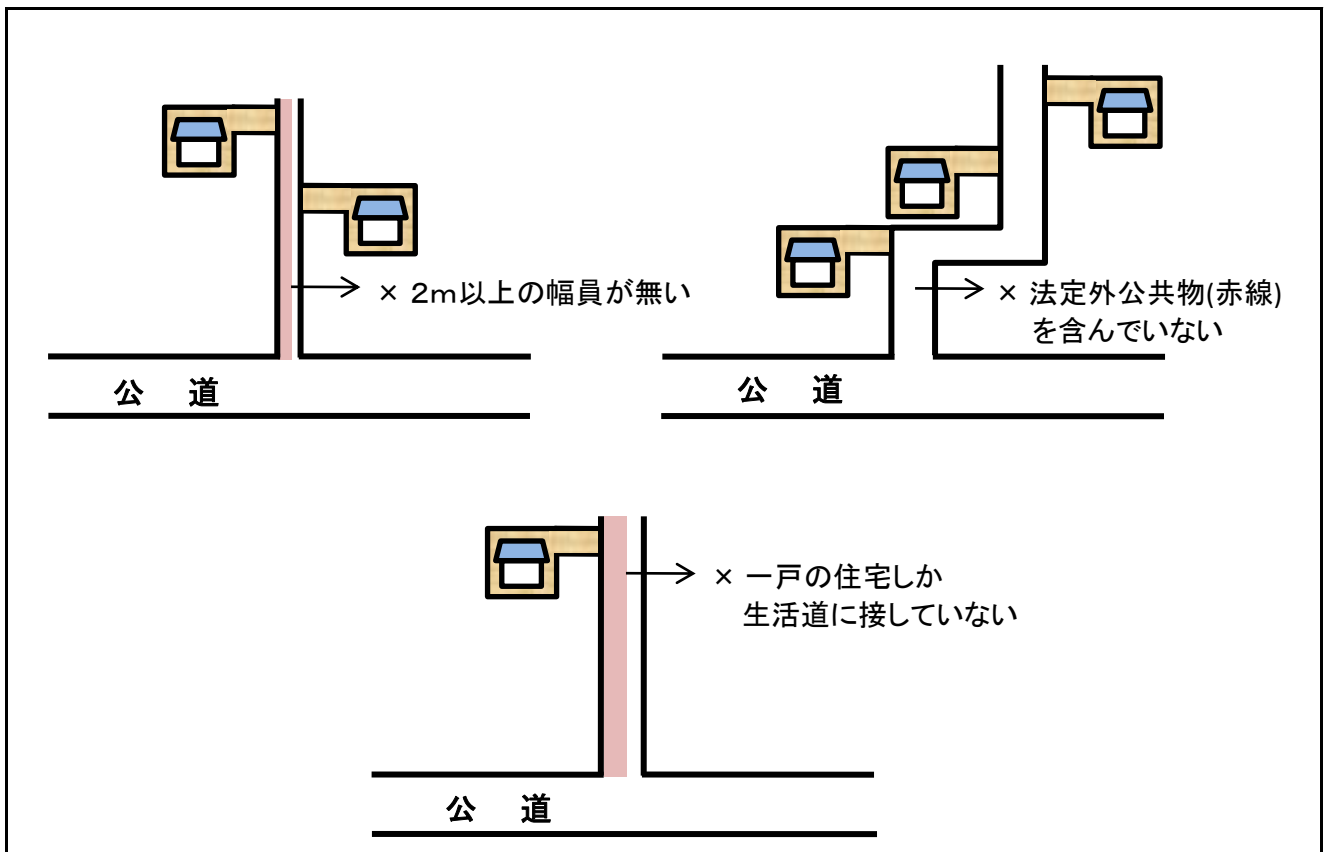 × 2m以上の幅員が無い
公 道
× 法定外公共物(赤線)
を含んでいない
公 道
× 一戸の住宅しか
生活道に接していない
公 道